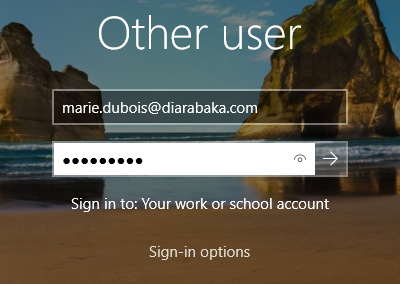 Other user
marie.dubois@diarabaka.com
●●●●●●●●●
Sign in to: Your work or school account
Sign-in options